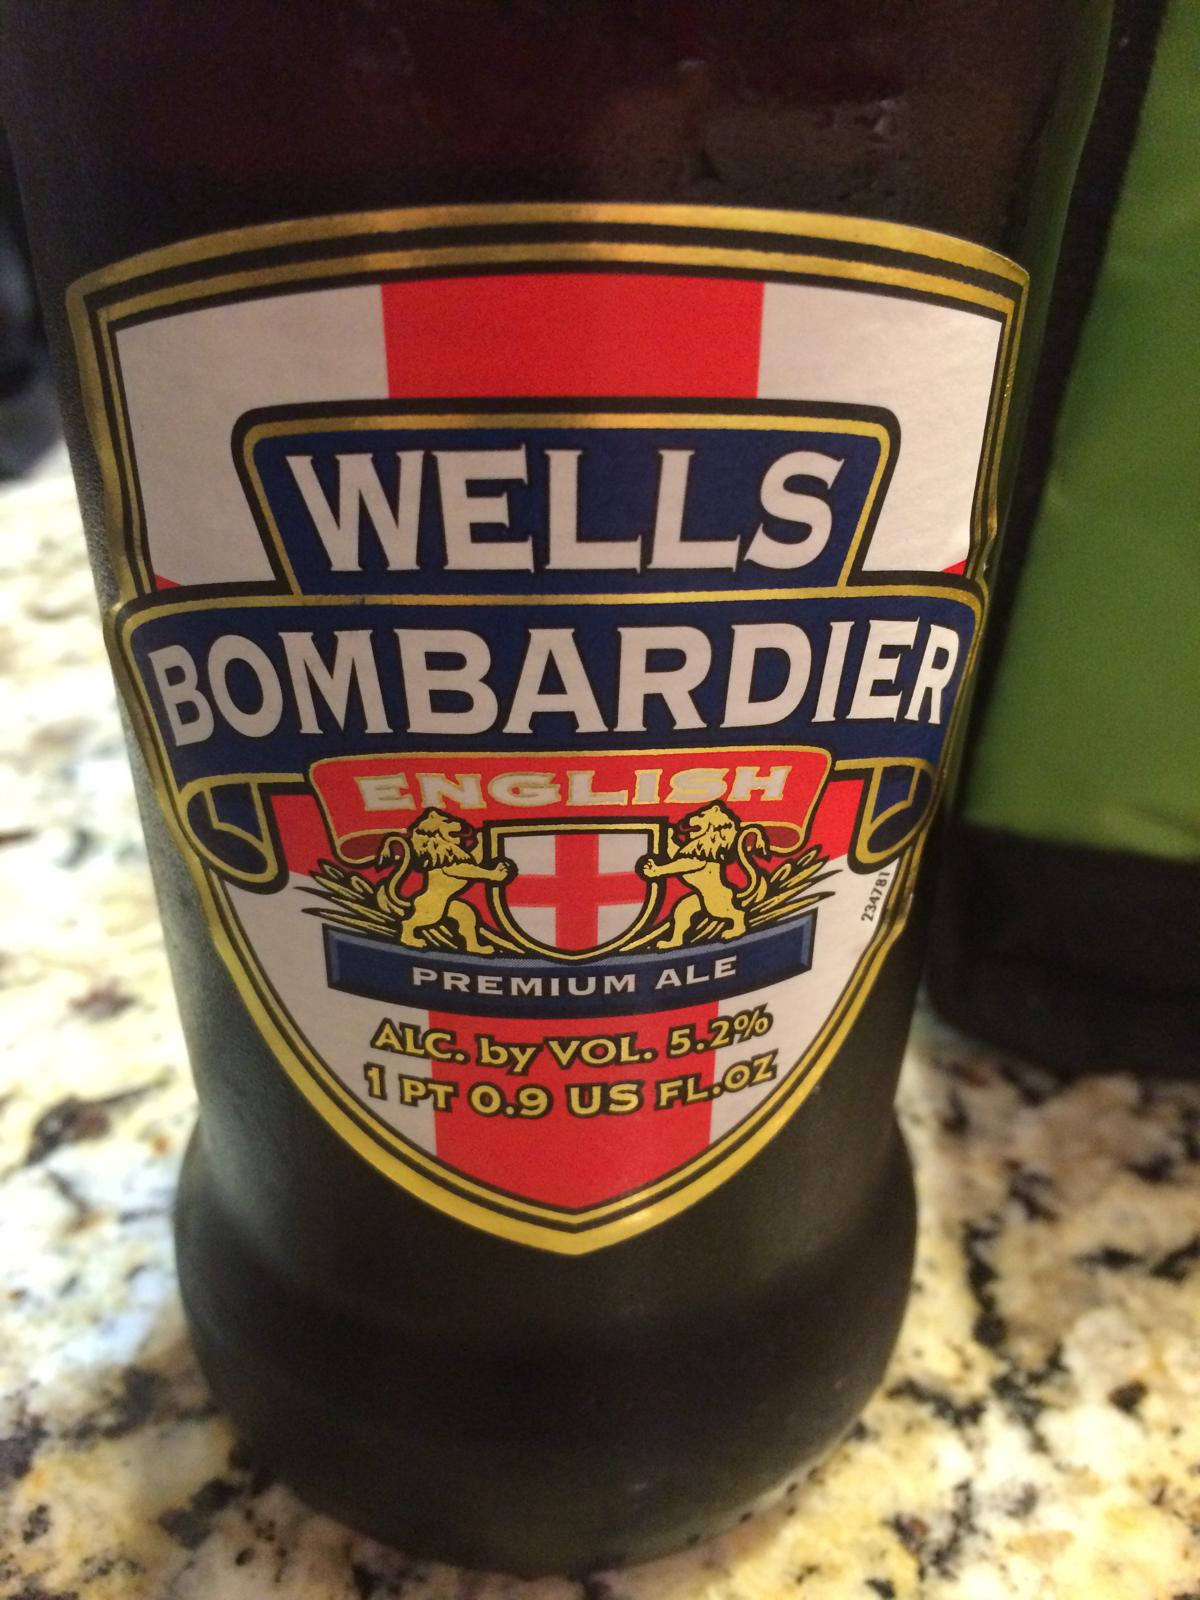 WELLS
BOMBARDIER
ENGLISH
234781
PREMIUM ALE
ALC. by VOL. 5.2%
1 PT 0.9 US FL.OZ